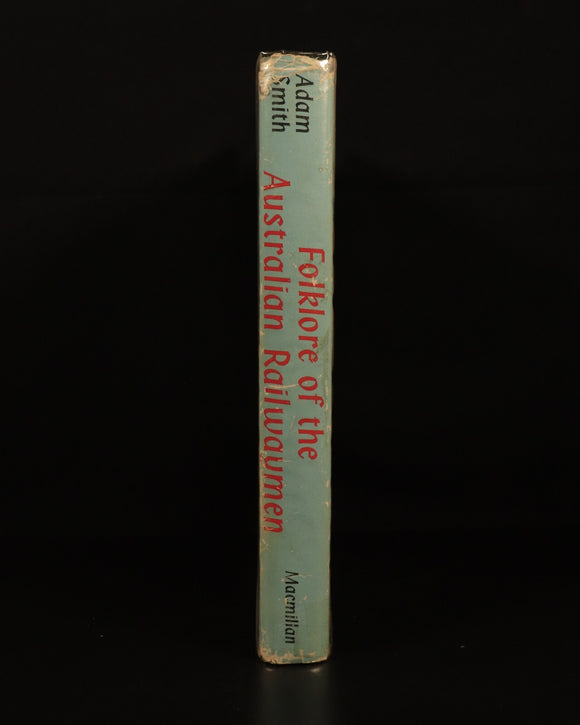 Adam
Smith
Folklore of the
Australian Railwaymen
Macmillan